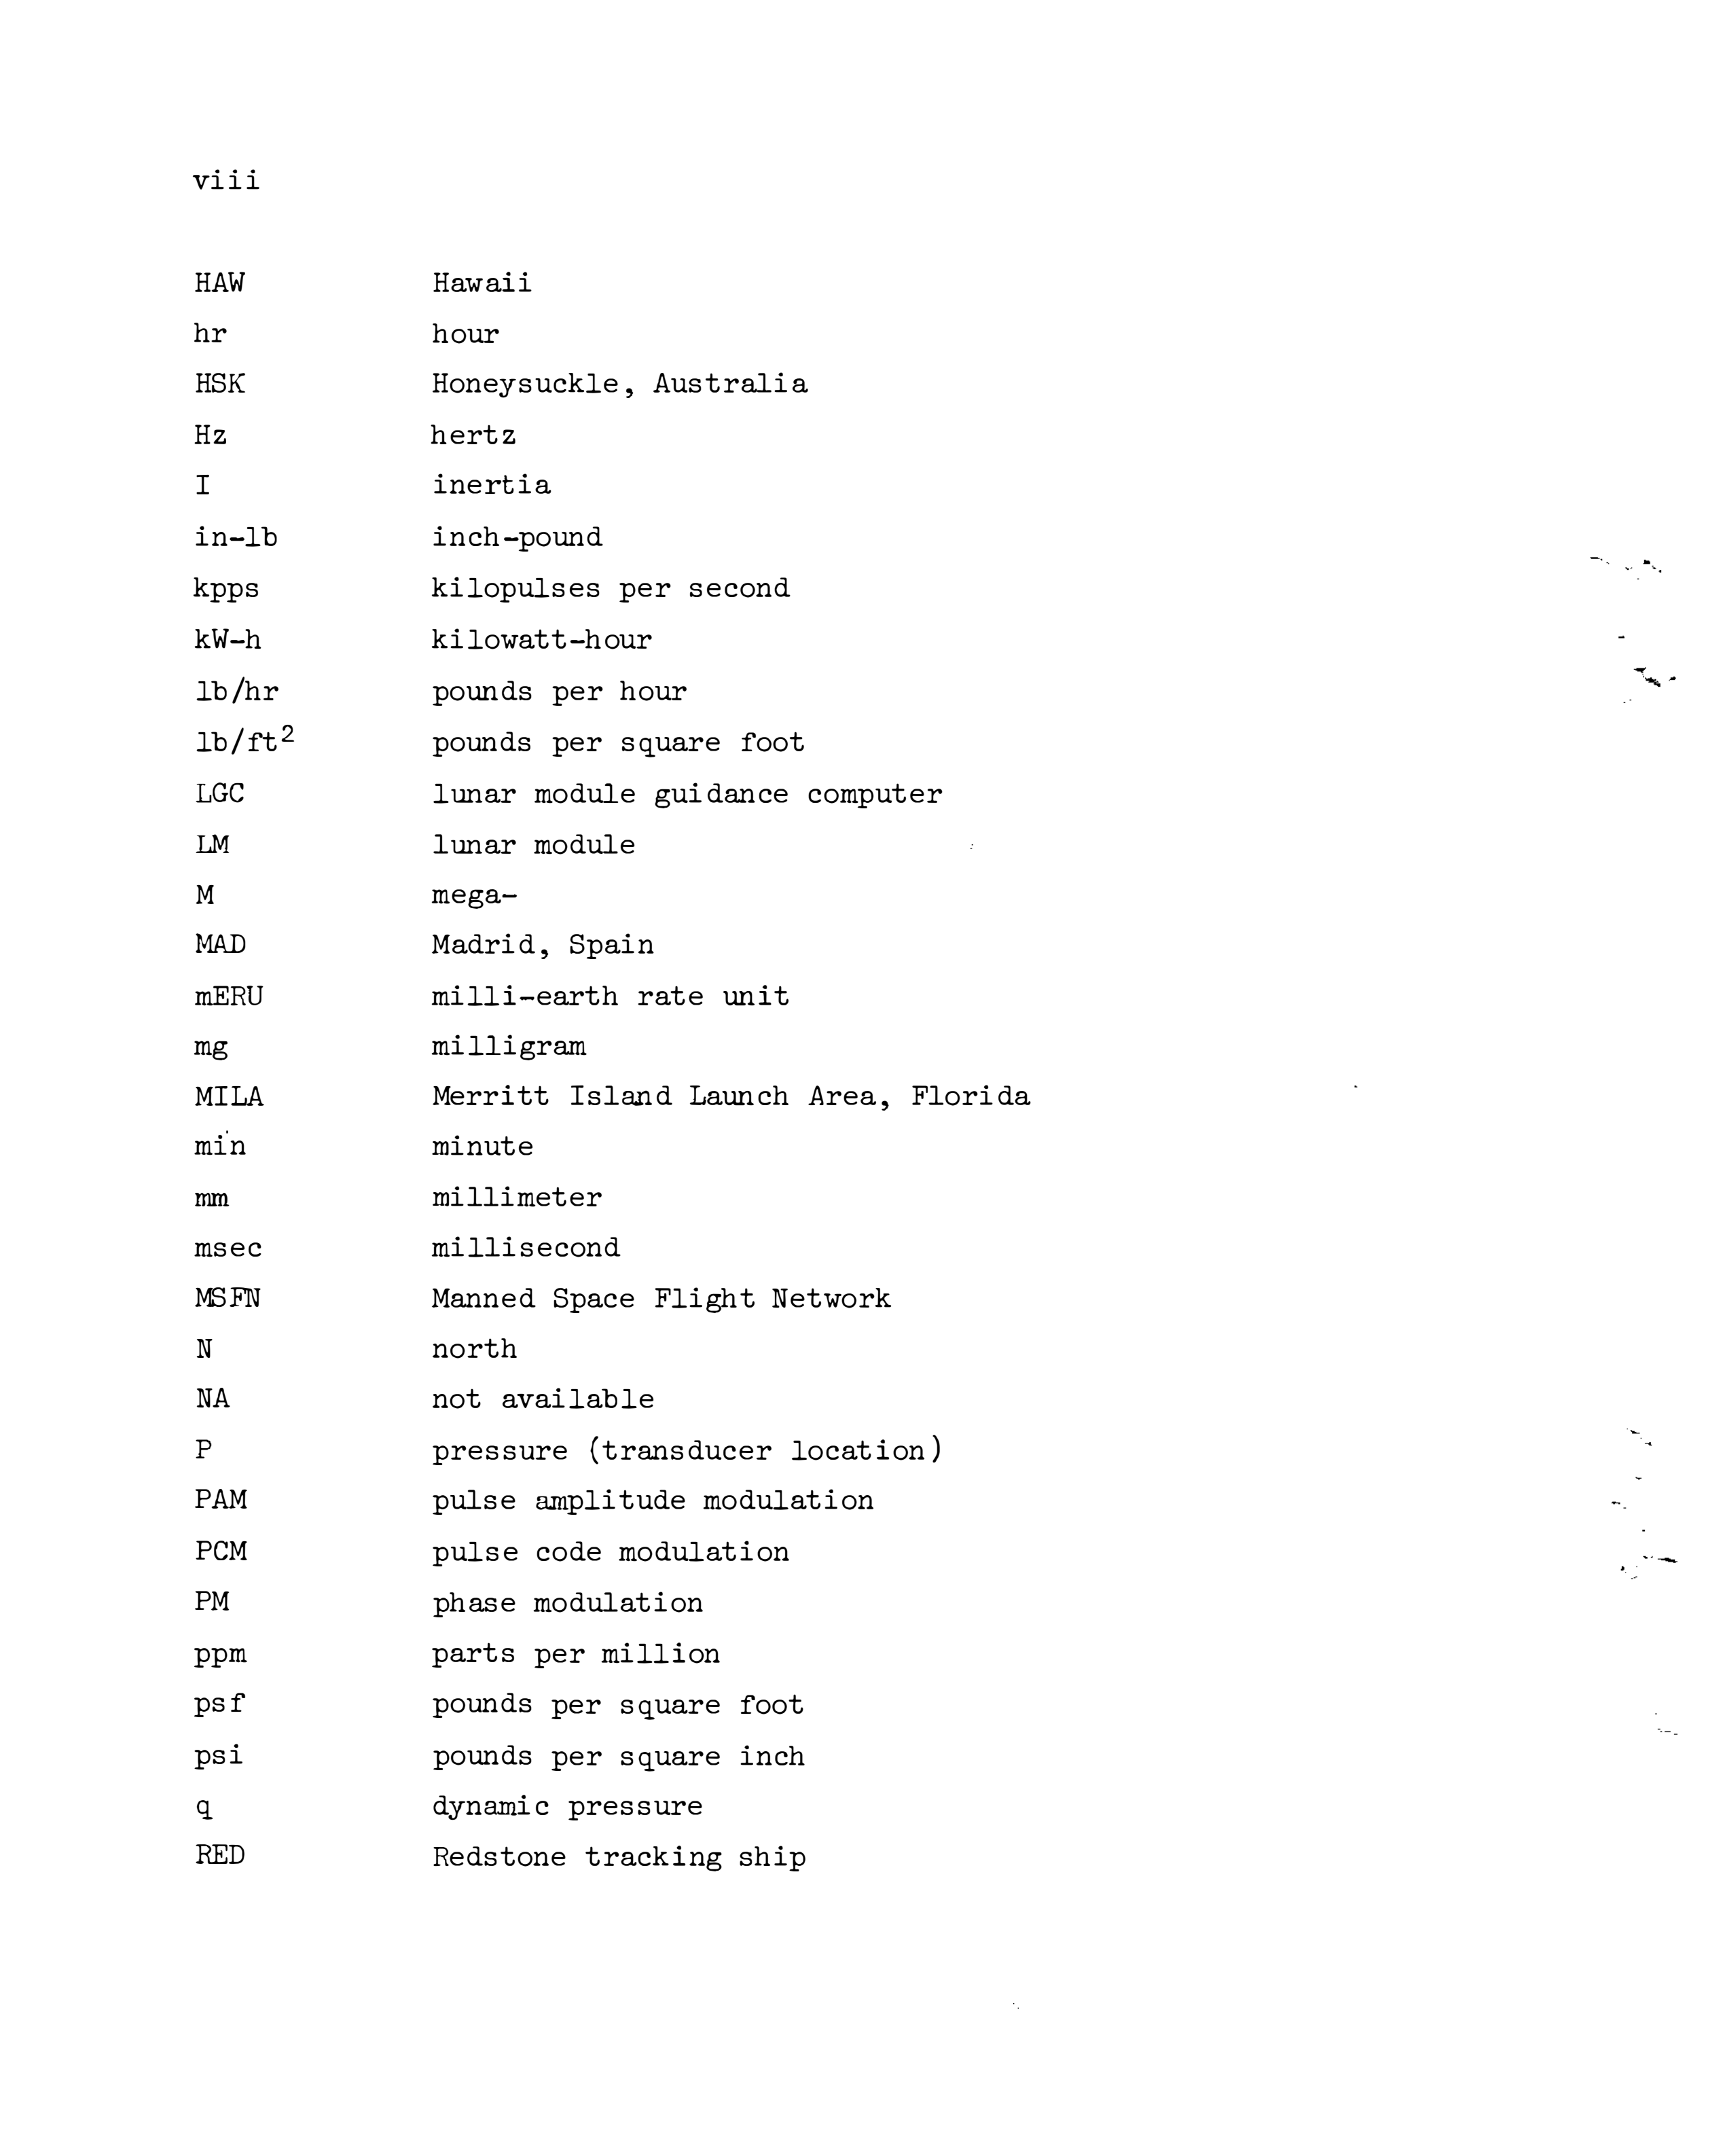 viii
HAW Hawaii
hr hour
HSK Honeysuckle, Australia
Hz hertz
I inertia
in-lb inch-pound
kpps kilopulses per second
kW-h kilowatt-hour
lb/hr pounds per hour
lb/ft² pounds per square foot
LGC lunar module guidance computer
LM lunar module
M mega-
MAD Madrid, Spain
mERU milli-earth rate unit
mg milligram
MILA Merritt Island Launch Area, Florida
min minute
mm millimeter
msec millisecond
MSFN Manned Space Flight Network
N north
NA not available
P pressure (transducer location)
PAM pulse amplitude modulation
PCM pulse code modulation
PM phase modulation
ppm parts per million
psf pounds per square foot
psi pounds per square inch
q dynamic pressure
RED Redstone tracking ship